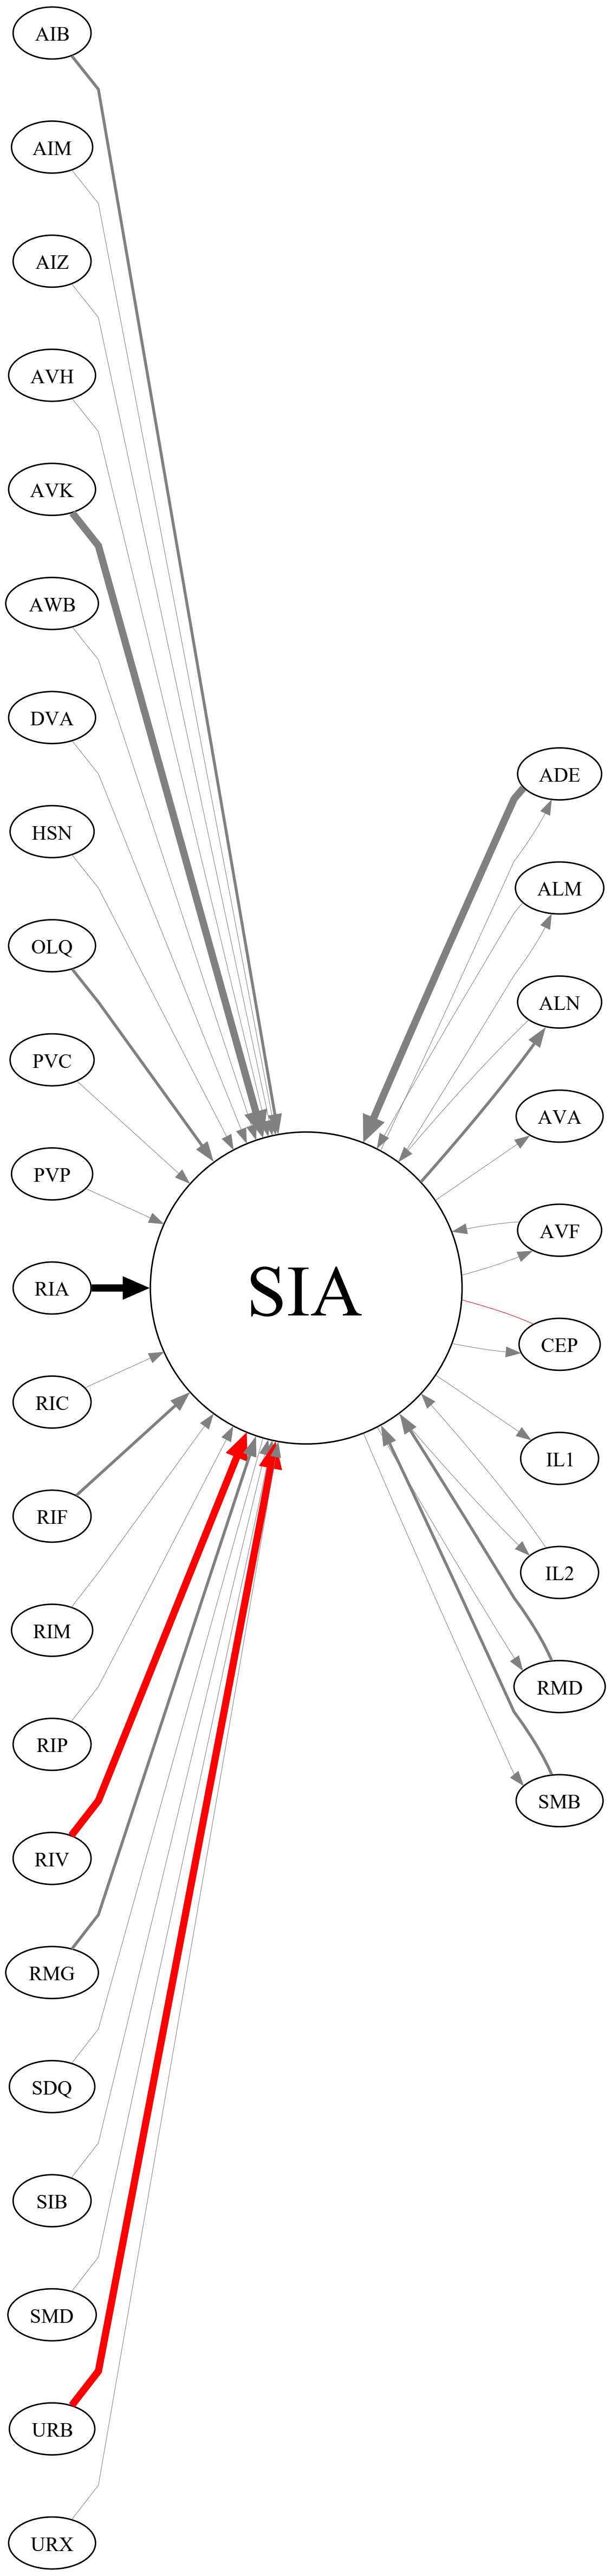 AIB
AIM
AIZ
AVH
AVK
AWB
DVA
HSN
OLQ
PVC
PVP
RIA
RIC
RIF
RIM
RIP
RIV
RMG
SDQ
SIB
SMD
URB
URX
SIA
ADE
ALM
ALN
AVA
AVF
CEP
IL1
IL2
RMD
SMB